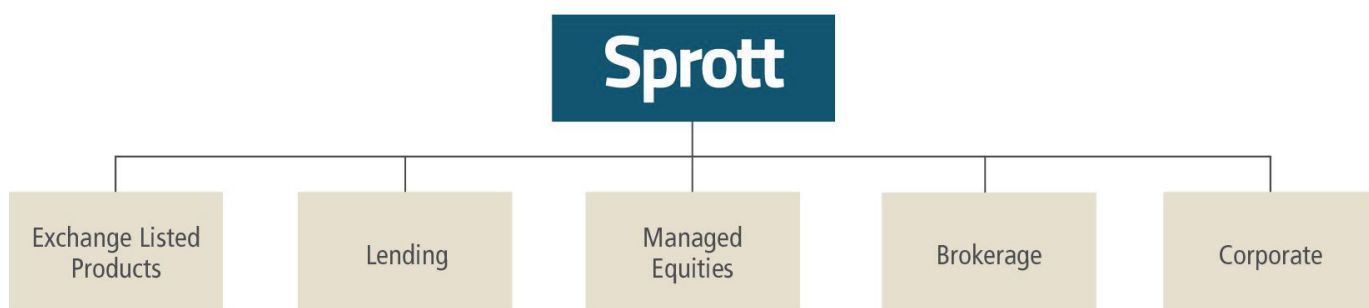 Sprott
Exchange Listed
Products
Lending
Managed
Equities
Brokerage
Corporate